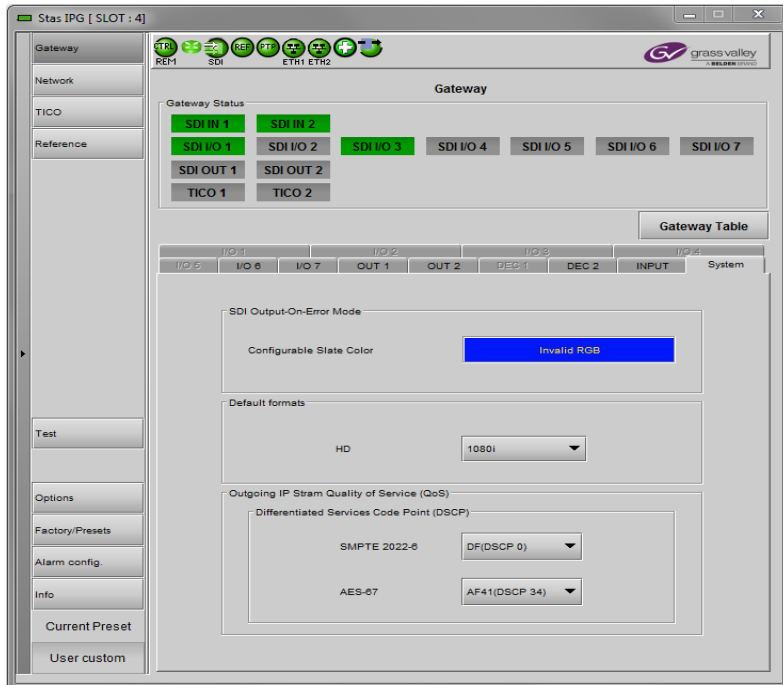 Stas IPG [ SLOT : 4]
Gateway
Network
TICO
Reference
Test
Options
Factory/Presets
Alarm config.
Info
Current Preset
User custom
CTRL REF PTP
REM SDI ETH1 ETH2
GV grassvalley
A BELDEN BRAND
Gateway
Gateway Status
SDI IN 1 SDI IN 2
SDI I/O 1 SDI I/O 2 SDI I/O 3 SDI I/O 4 SDI I/O 5 SDI I/O 6 SDI I/O 7
SDI OUT 1 SDI OUT 2
TICO 1 TICO 2
Gateway Table
I/O 1 I/O 2 I/O 3 I/O 4
I/O 5 I/O 6 I/O 7 OUT 1 OUT 2 DEC 1 DEC 2 INPUT System
SDI Output-On-Error Mode
Configurable Slate Color Invalid RGB
Default formats
HD 1080i
Outgoing IP Stram Quality of Service (QoS)
Differentiated Services Code Point (DSCP)
SMPTE 2022-6 DF(DSCP 0)
AES-67 AF41(DSCP 34)